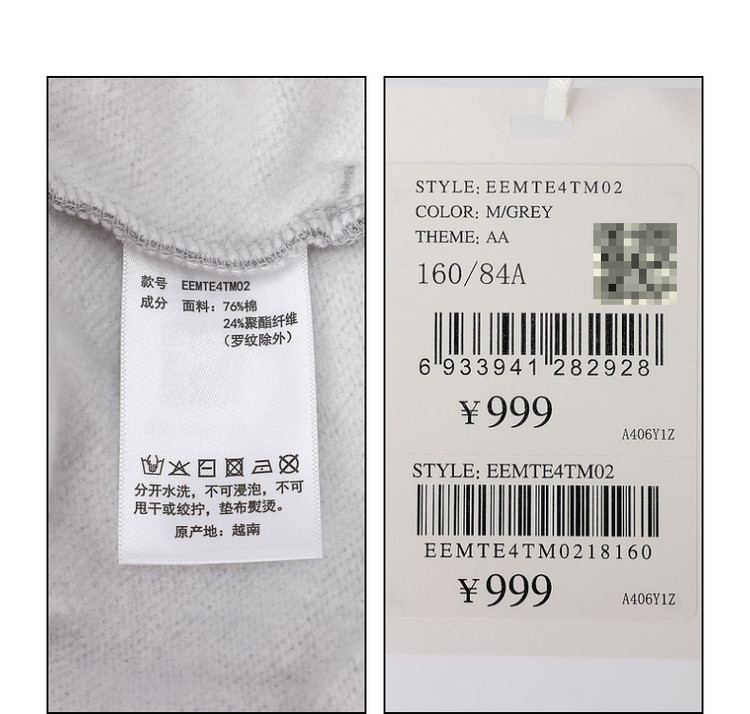 款号 EEMTE4TM02
成分 面料：76%棉
24%聚酯纤维
（罗纹除外）
分开水洗，不可浸泡，不可
甩干或绞拧，垫布熨烫。
原产地：越南
STYLE: EEMTE4TM02
COLOR: M/GREY
THEME: AA
160/84A
6 933941 282928
¥999
A406Y1Z
STYLE: EEMTE4TM02
EEMTE4TM0218160
¥999
A406Y1Z